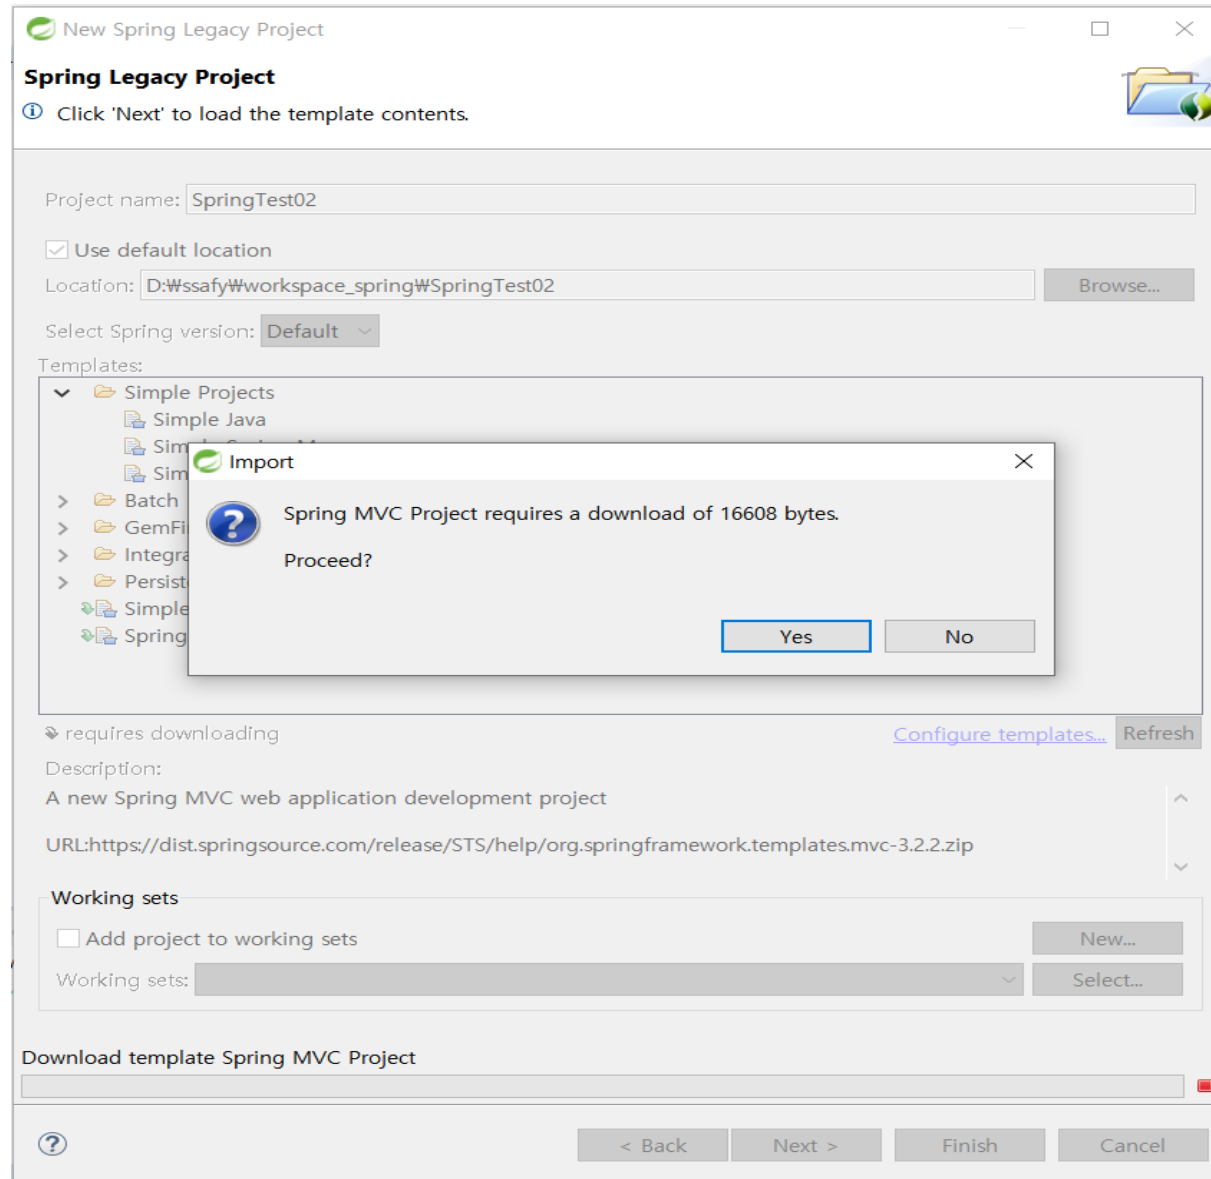 New Spring Legacy Project
Spring Legacy Project
Click 'Next' to load the template contents.
Project name: SpringTest02
Use default location
Location: D:₩ssafy₩workspace_spring₩SpringTest02 Browse...
Select Spring version: Default
Templates:
Simple Projects
Simple Java
Import
Spring MVC Project requires a download of 16608 bytes.
Batch
Proceed?
Simple
Yes No
Spring
requires downloading Configure templates... Refresh
Description:
A new Spring MVC web application development project
URL:https://dist.springsource.com/release/STS/help/org.springframework.templates.mvc-3.2.2.zip
Working sets
Add project to working sets New...
Working sets: Select...
Download template Spring MVC Project
< Back Next > Finish Cancel